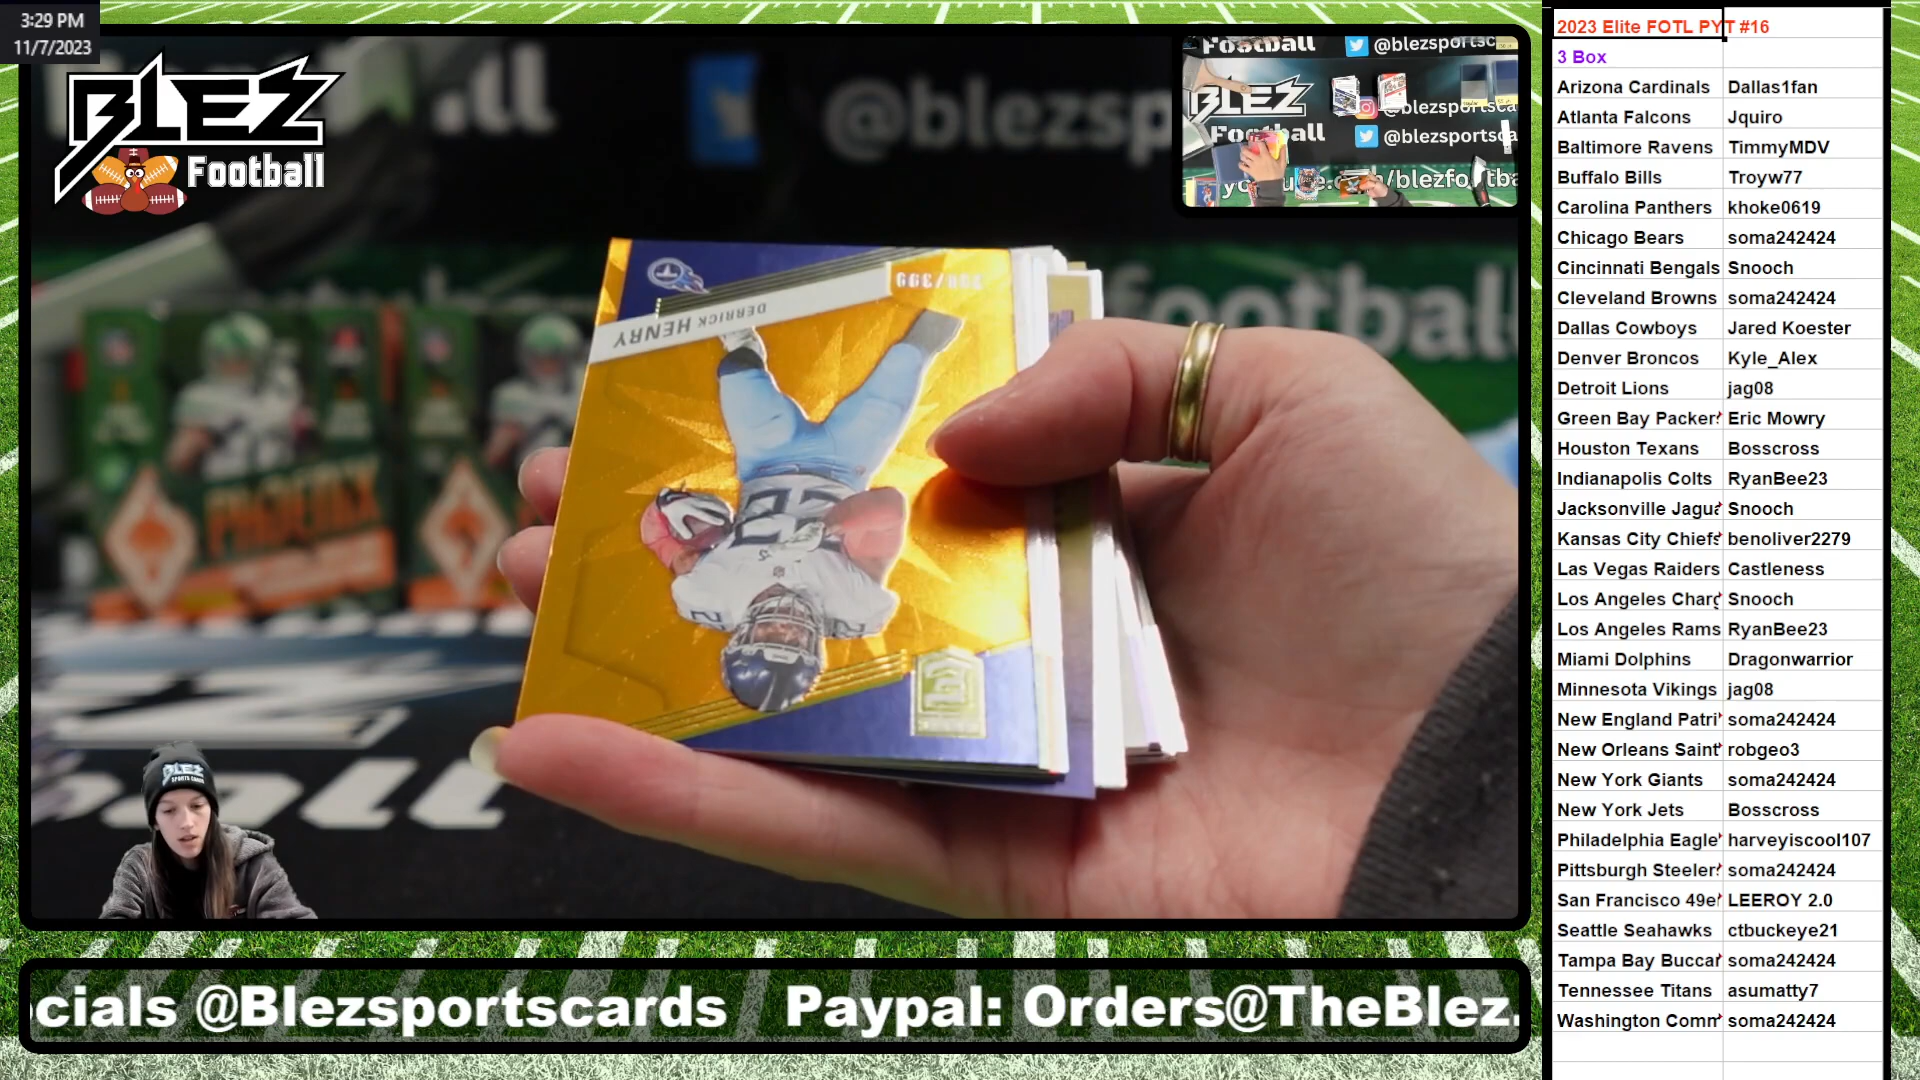 3:29 PM
11/7/2023
BLEZ
Football
@blezsp
football
DERRICK HENRY
PHOENIX
Football
@blezsportsc
BLEZ
@blezsportsca
Football
@blezsportsca
BLEZ
SPORTS CARDS
cials @Blezsportscards Paypal: Orders@TheBlez.
2023 Elite FOTL PYT #16
3 Box
Arizona Cardinals Dallas1fan
Atlanta Falcons Jquiro
Baltimore Ravens TimmyMDV
Buffalo Bills Troyw77
Carolina Panthers khoke0619
Chicago Bears soma242424
Cincinnati Bengals Snooch
Cleveland Browns soma242424
Dallas Cowboys Jared Koester
Denver Broncos Kyle_Alex
Detroit Lions jag08
Green Bay Packer Eric Mowry
Houston Texans Bosscross
Indianapolis Colts RyanBee23
Jacksonville Jagua Snooch
Kansas City Chiefs benoliver2279
Las Vegas Raiders Castleness
Los Angeles Charg Snooch
Los Angeles Rams RyanBee23
Miami Dolphins Dragonwarrior
Minnesota Vikings jag08
New England Patri soma242424
New Orleans Saint robgeo3
New York Giants soma242424
New York Jets Bosscross
Philadelphia Eagle harveyiscool107
Pittsburgh Steeler soma242424
San Francisco 49e LEEROY 2.0
Seattle Seahawks ctbuckeye21
Tampa Bay Buccar soma242424
Tennessee Titans asumatty7
Washington Comm soma242424